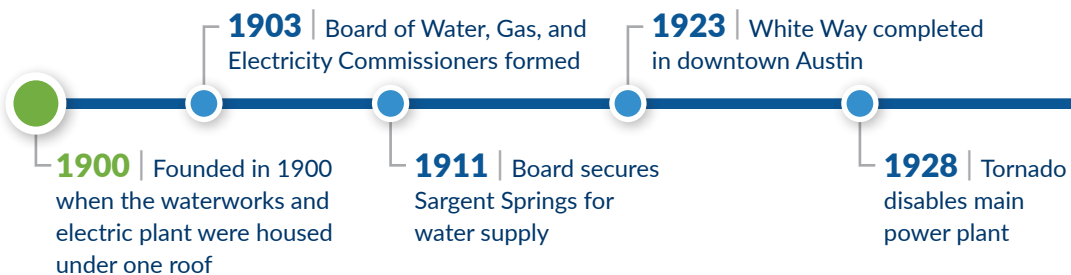 1903 | Board of Water, Gas, and
Electricity Commissioners formed
1923 | White Way completed
in downtown Austin
1900 | Founded in 1900
when the waterworks and
electric plant were housed
under one roof
1911 | Board secures
Sargent Springs for
water supply
1928 | Tornado
disables main
power plant